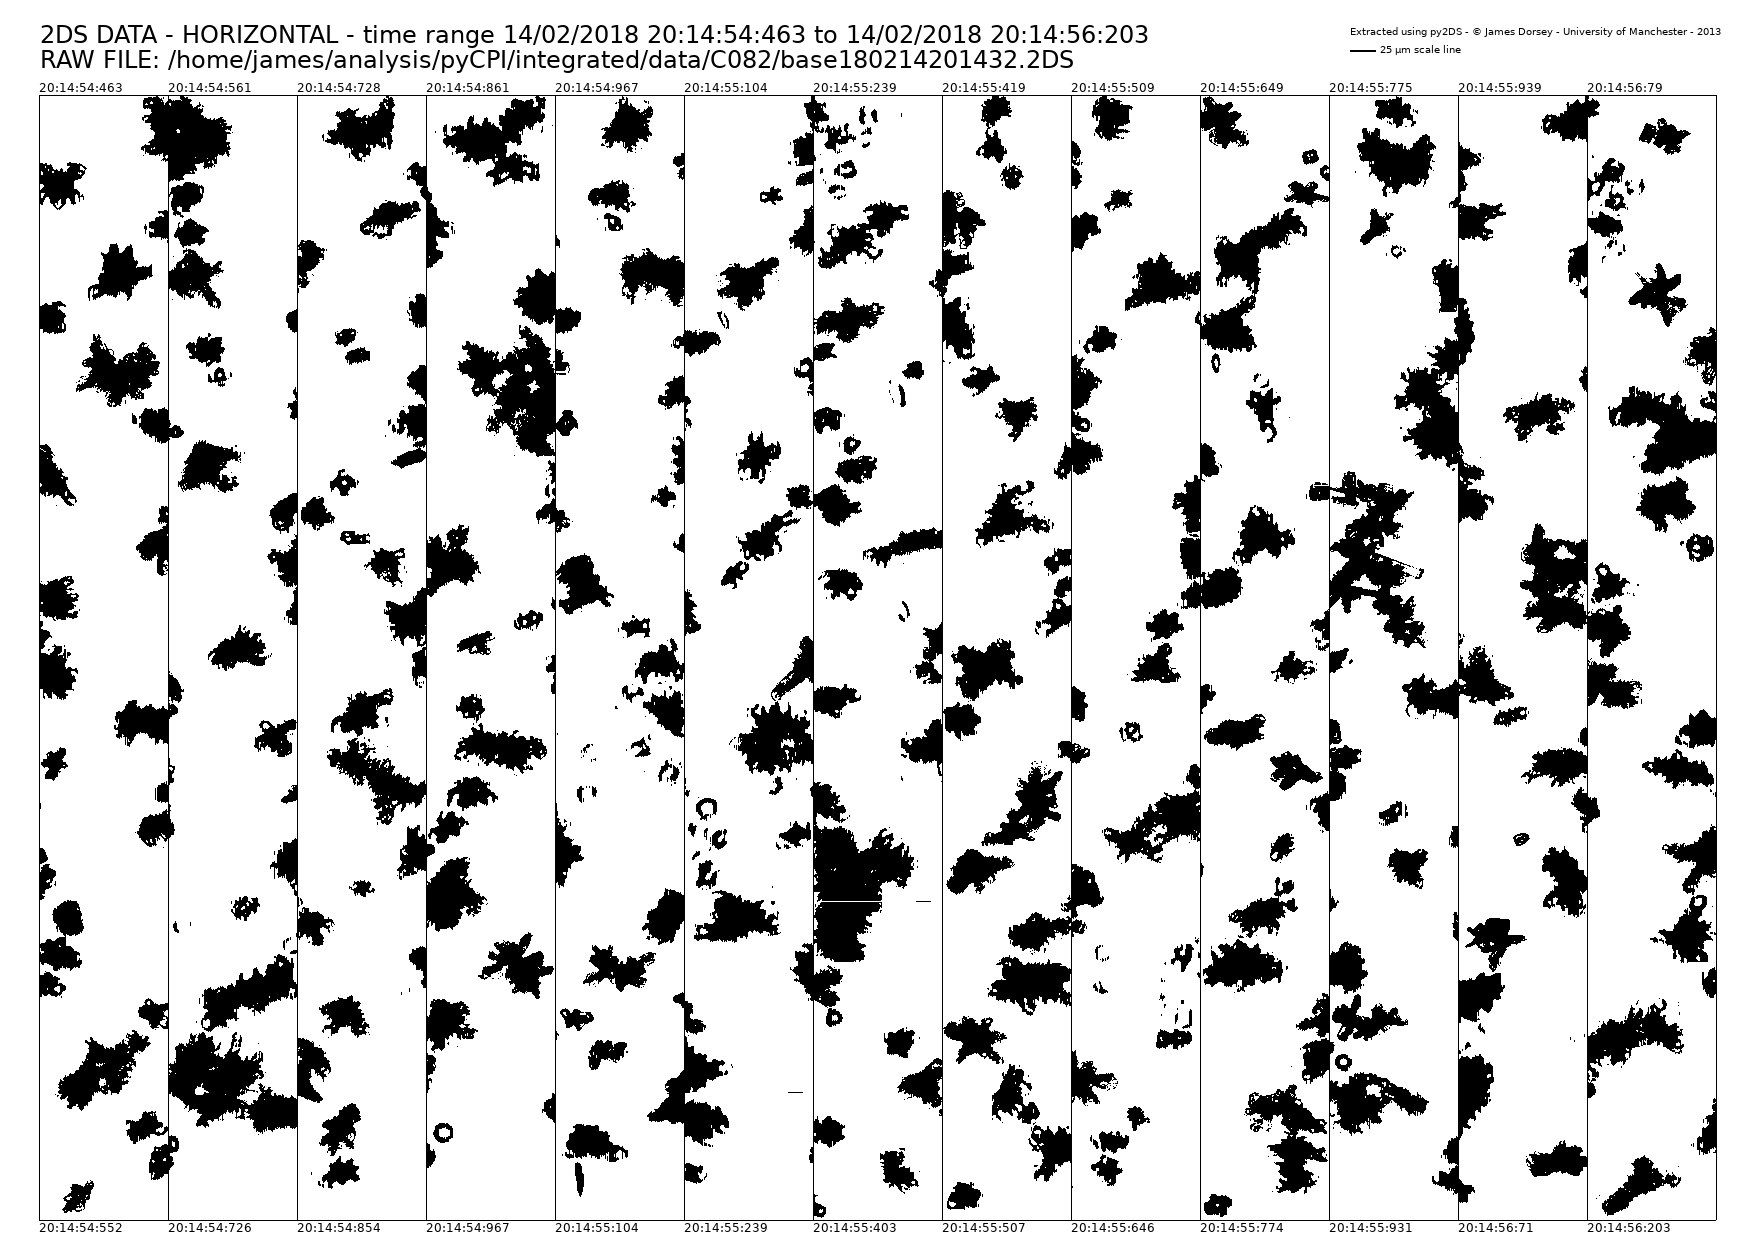 2DS DATA - HORIZONTAL - time range 14/02/2018 20:14:54:463 to 14/02/2018 20:14:56:203
RAW FILE: /home/james/analysis/pyCPI/integrated/data/C082/base180214201432.2DS
Extracted using py2DS - © James Dorsey - University of Manchester - 2013
25 µm scale line
20:14:54:463 20:14:54:561 20:14:54:728 20:14:54:861 20:14:54:967 20:14:55:104 20:14:55:239 20:14:55:419 20:14:55:509 20:14:55:649 20:14:55:775 20:14:55:939 20:14:56:79
20:14:54:552 20:14:54:726 20:14:54:854 20:14:54:967 20:14:55:104 20:14:55:239 20:14:55:403 20:14:55:507 20:14:55:646 20:14:55:774 20:14:55:931 20:14:56:71 20:14:56:203